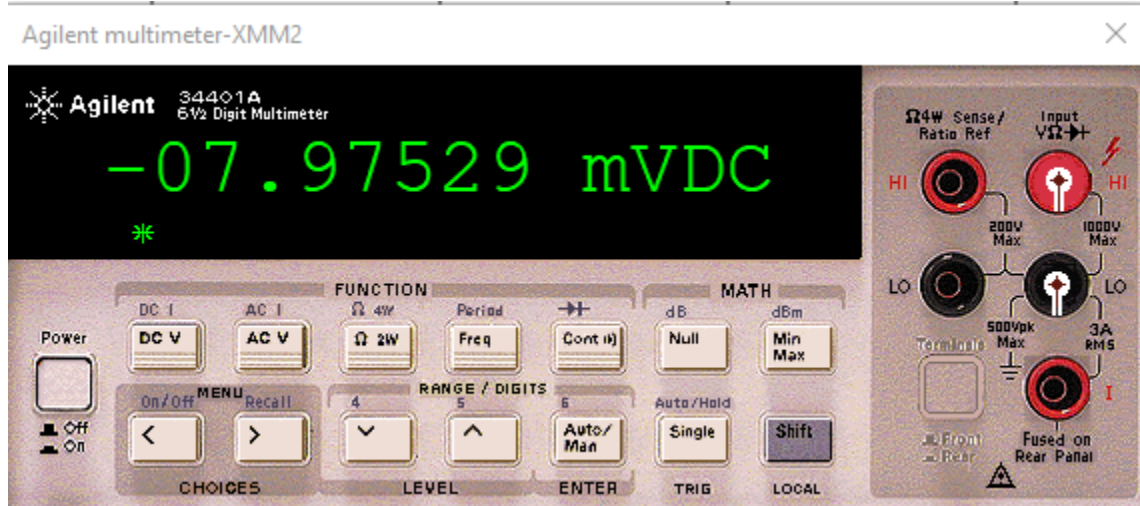 Agilent multimeter-XMM2
Agilent 34401A
6½ Digit Multimeter
-07.97529 mVDC
Ω4W Sense/
Ratio Ref
Input
VΩ
HI
HI
200V
Max
1000V
Max
LO
LO
500Vpk
Max
3A
RMS
Terminals
I
Front
Rear
Fused on
Rear Panal
FUNCTION
MATH
DC I
AC I
Ω 4W
Period
dB
dBm
Power
DC V
AC V
Ω 2W
Freq
Cont
Null
Min
Max
MENU
RANGE / DIGITS
On/Off
Recall
4
5
6
Auto/Hold
Off
On
<
>
Auto/
Man
Single
Shift
CHOICES
LEVEL
ENTER
TRIG
LOCAL